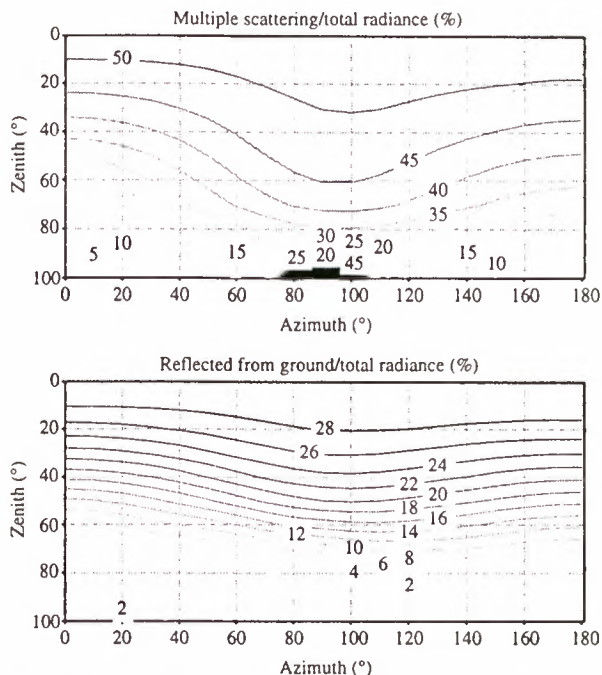 Multiple scattering/total radiance (%)
0
20
40
60
80
100
Zenith (°)
50
45
40
35
30 25
5 10 15 25 20 45 20 15 10
0 20 40 60 80 100 120 140 160 180
Azimuth (°)
Reflected from ground/total radiance (%)
0
20
40
60
80
100
Zenith (°)
28
26 24
22
20
18 16
12 14
10
4 6 8
2
2
0 20 40 60 80 100 120 140 160 180
Azimuth (°)